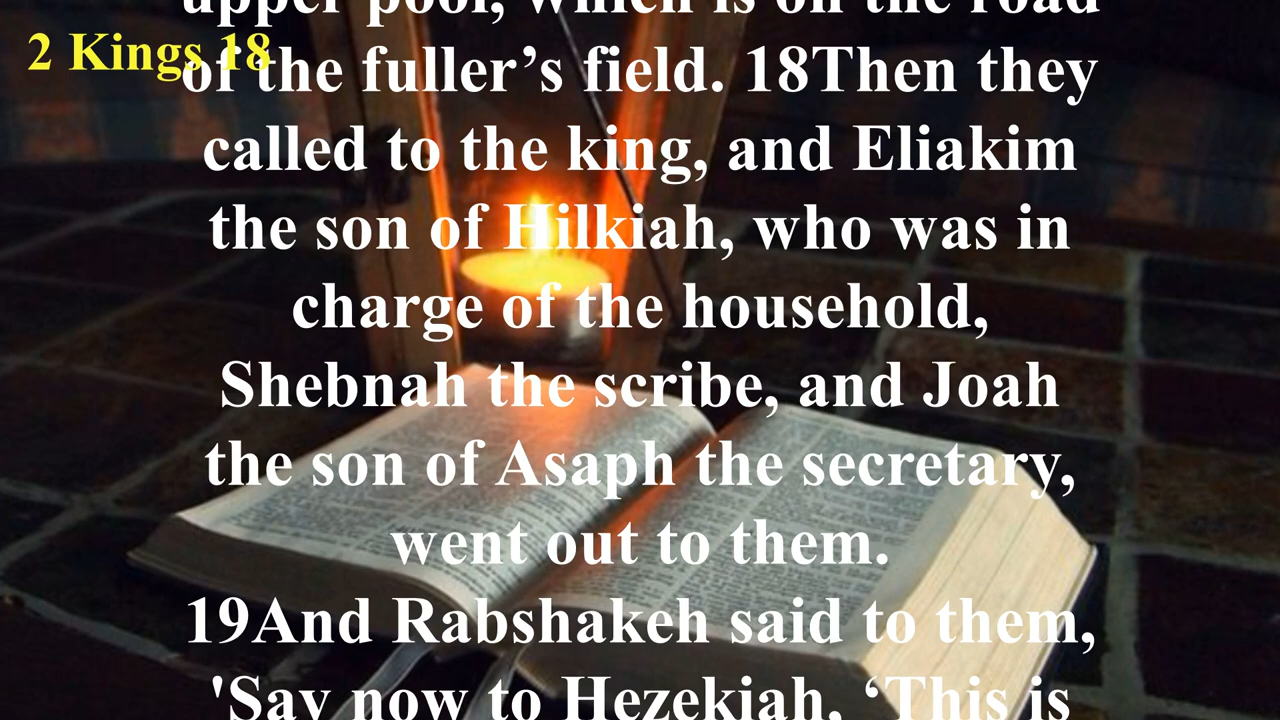 upper pool, which is on the road
2 Kings 18
of the fuller’s field. 18Then they
called to the king, and Eliakim
the son of Hilkiah, who was in
charge of the household,
Shebnah the scribe, and Joah
the son of Asaph the secretary,
went out to them.
19And Rabshakeh said to them,
'Say now to Hezekiah, ‘This is